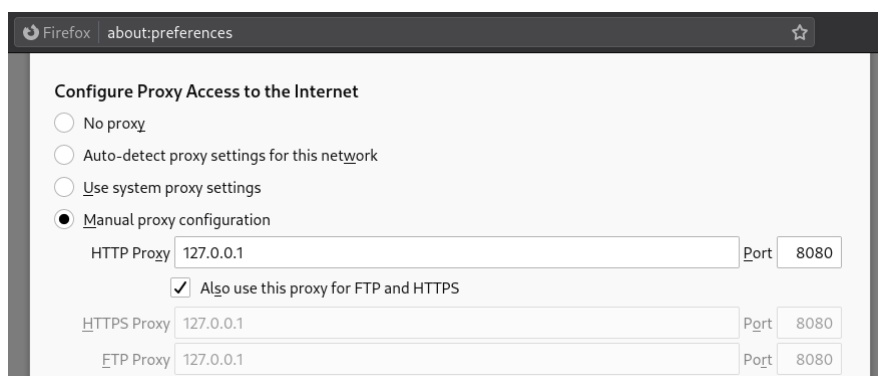 Firefox about:preferences
Configure Proxy Access to the Internet
No proxy
Auto-detect proxy settings for this network
Use system proxy settings
Manual proxy configuration
HTTP Proxy 127.0.0.1 Port 8080
Also use this proxy for FTP and HTTPS
HTTPS Proxy 127.0.0.1 Port 8080
FTP Proxy 127.0.0.1 Port 8080